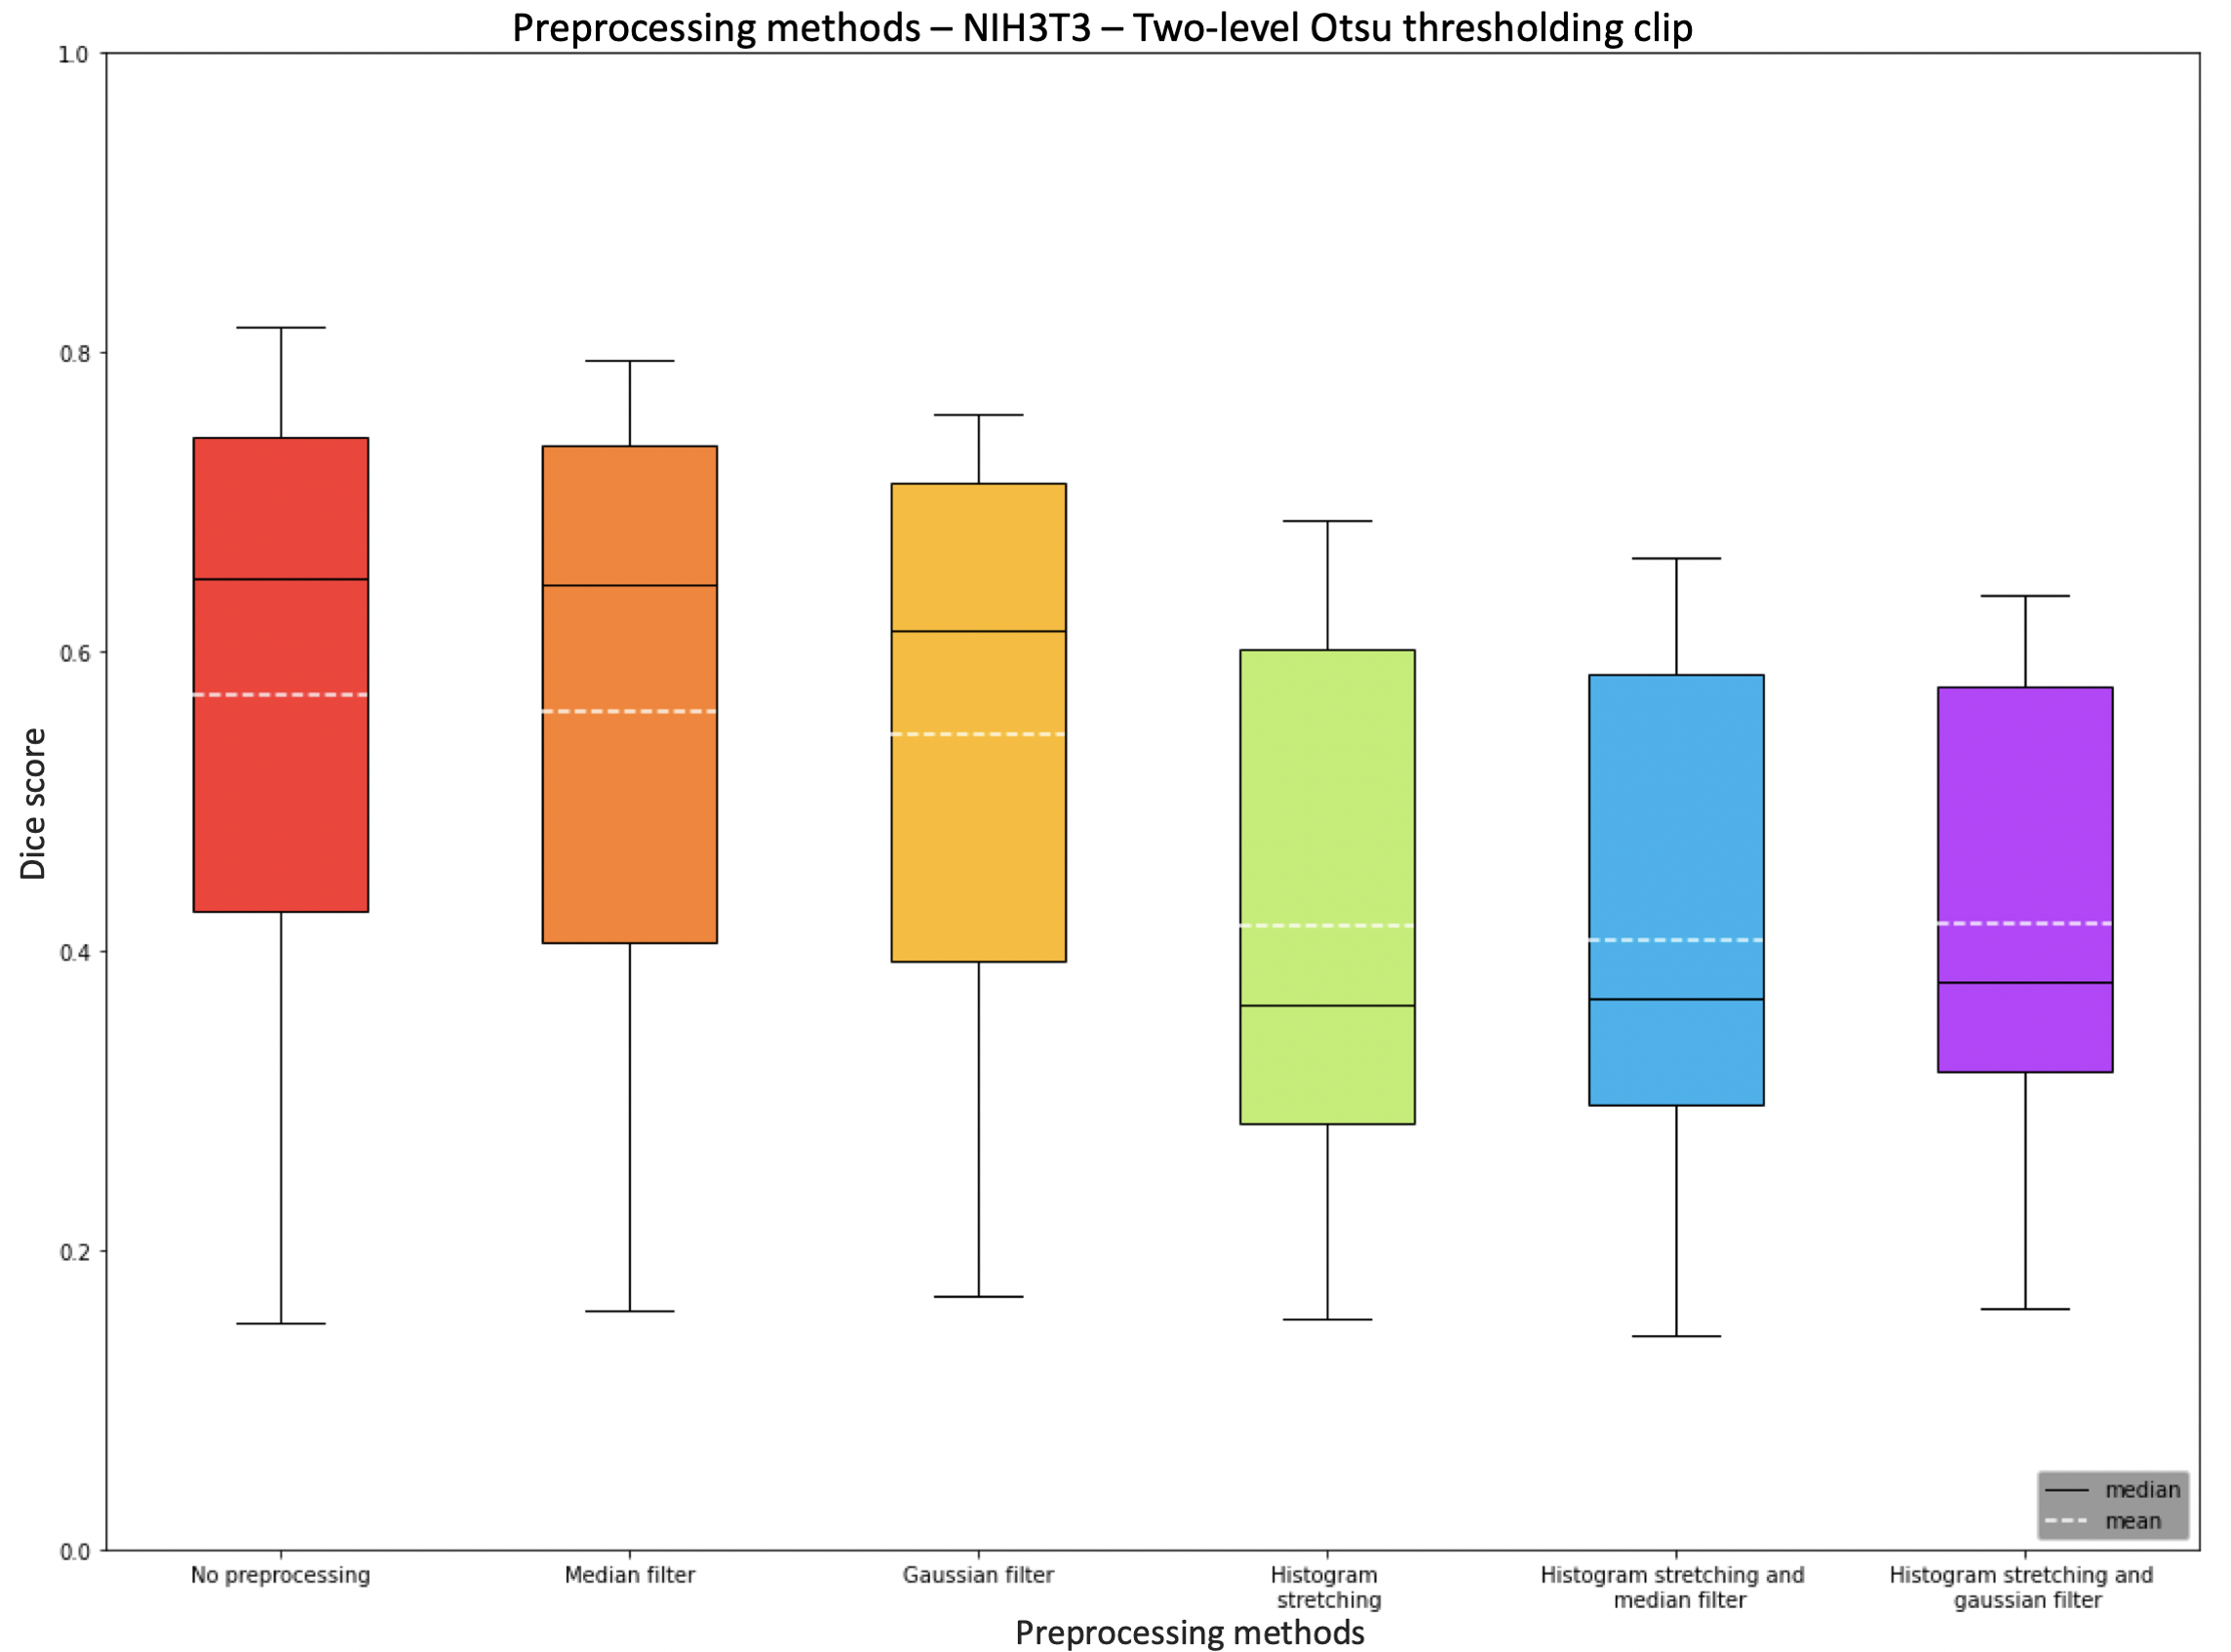 Preprocessing methods – NIH3T3 – Two-level Otsu thresholding clip
1.0
0.8
0.6
0.4
0.2
0.0
Dice score
No preprocessing
Median filter
Gaussian filter
Histogram
stretching
Histogram stretching and
median filter
Histogram stretching and
gaussian filter
Preprocessing methods
median
mean